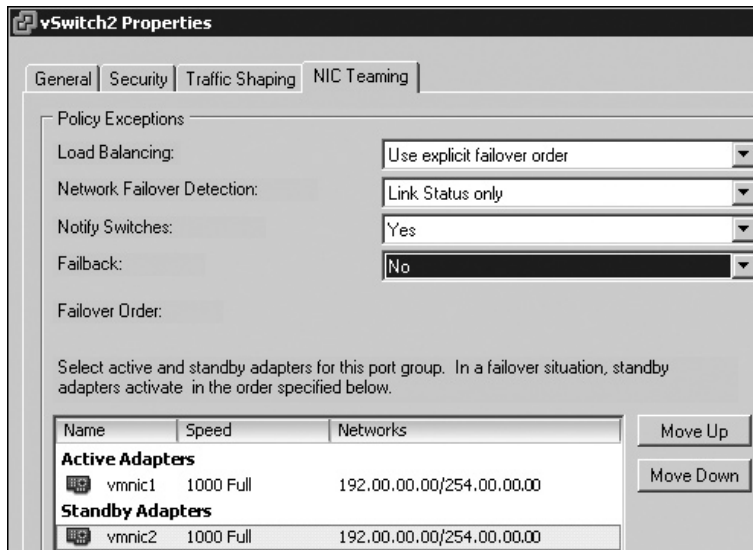 vSwitch2 Properties
General Security Traffic Shaping NIC Teaming
Policy Exceptions
Load Balancing: Use explicit failover order
Network Failover Detection: Link Status only
Notify Switches: Yes
Failback: No
Failover Order:
Select active and standby adapters for this port group. In a failover situation, standby
adapters activate in the order specified below.
Name Speed Networks Move Up
Active Adapters
vmnic1 1000 Full 192.00.00.00/254.00.00.00 Move Down
Standby Adapters
vmnic2 1000 Full 192.00.00.00/254.00.00.00